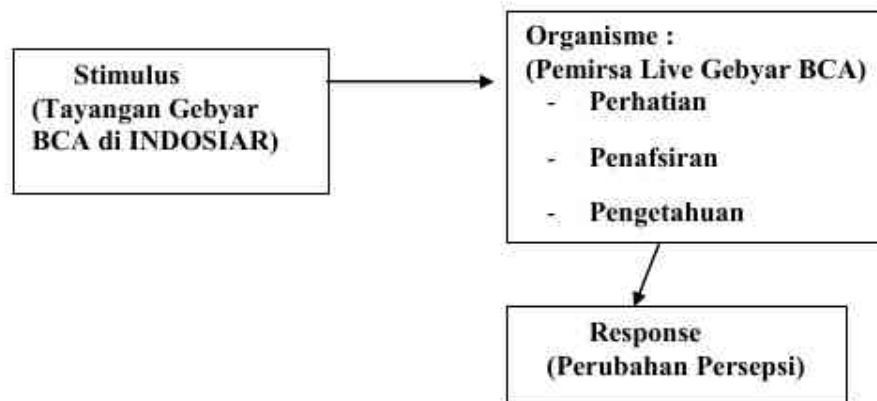 Stimulus
(Tayangan Gebyar
BCA di INDOSIAR)
Organisme :
(Pemirsa Live Gebyar BCA)
- Perhatian
- Penafsiran
- Pengetahuan
Response
(Perubahan Persepsi)